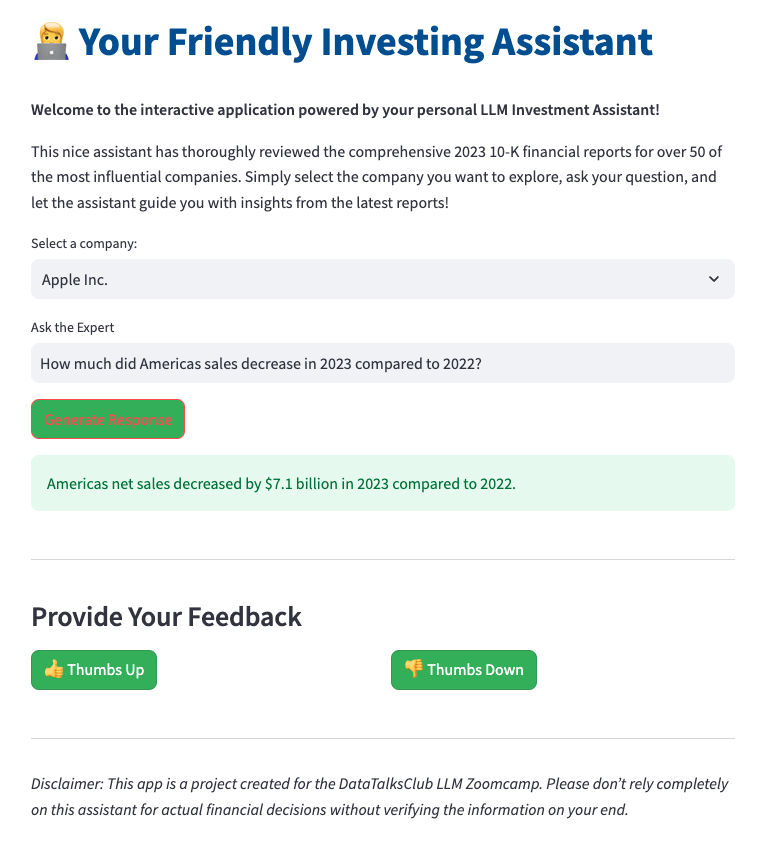 Your Friendly Investing Assistant
Welcome to the interactive application powered by your personal LLM Investment Assistant!
This nice assistant has thoroughly reviewed the comprehensive 2023 10-K financial reports for over 50 of
the most influential companies. Simply select the company you want to explore, ask your question, and
let the assistant guide you with insights from the latest reports!
Select a company:
Apple Inc.
Ask the Expert
How much did Americas sales decrease in 2023 compared to 2022?
Generate Response
Americas net sales decreased by $7.1 billion in 2023 compared to 2022.
Provide Your Feedback
👍 Thumbs Up
👎 Thumbs Down
Disclaimer: This app is a project created for the DataTalksClub LLM Zoomcamp. Please don’t rely completely
on this assistant for actual financial decisions without verifying the information on your end.